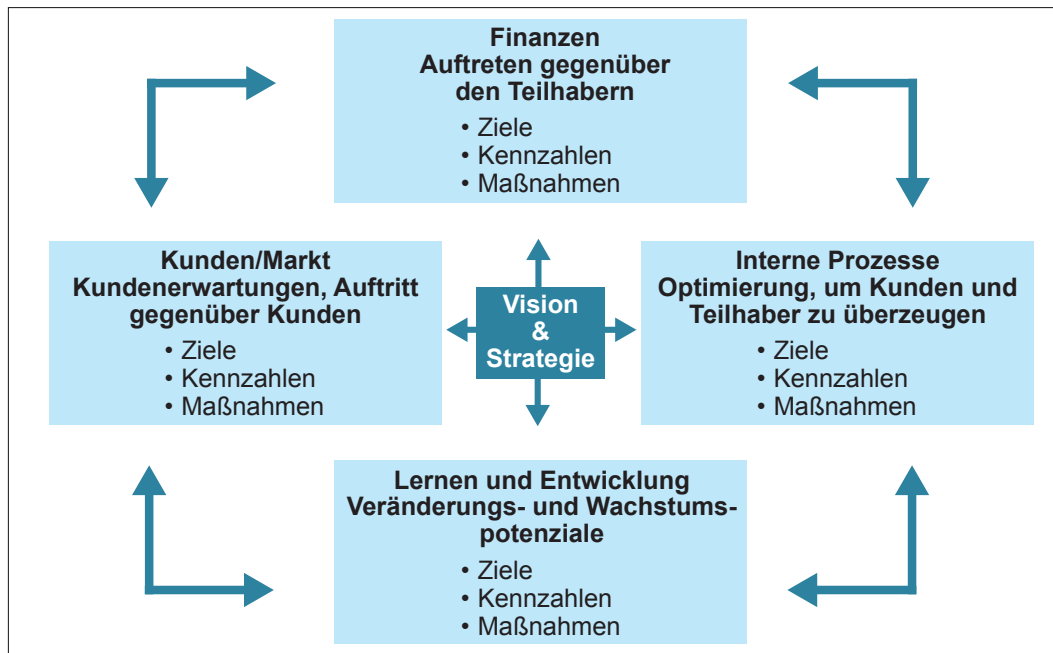 Finanzen
Auftreten gegenüber
den Teilhabern
• Ziele
• Kennzahlen
• Maßnahmen
Kunden/Markt
Kundenerwartungen, Auftritt
gegenüber Kunden
• Ziele
• Kennzahlen
• Maßnahmen
Vision
&
Strategie
Interne Prozesse
Optimierung, um Kunden und
Teilhaber zu überzeugen
• Ziele
• Kennzahlen
• Maßnahmen
Lernen und Entwicklung
Veränderungs- und Wachstums-
potenziale
• Ziele
• Kennzahlen
• Maßnahmen